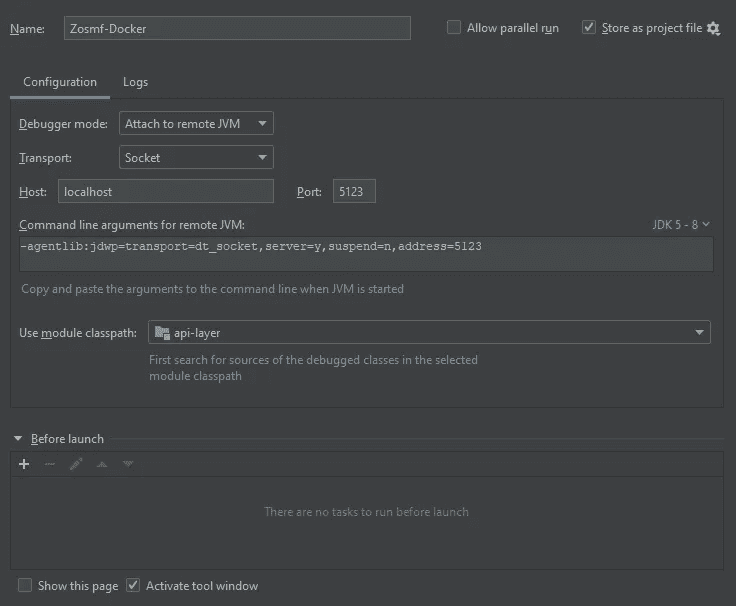 Name: Zosmf-Docker Allow parallel run Store as project file
Configuration Logs
Debugger mode: Attach to remote JVM
Transport: Socket
Host: localhost Port: 5123
Command line arguments for remote JVM: JDK 5 - 8
-agentlib:jdwp=transport=dt_socket,server=y,suspend=n,address=5123
Copy and paste the arguments to the command line when JVM is started
Use module classpath: api-layer
First search for sources of the debugged classes in the selected
module classpath
Before launch
There are no tasks to run before launch
Show this page Activate tool window